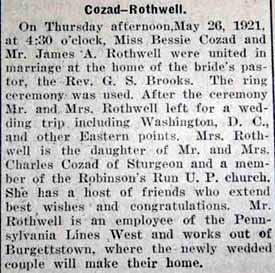 Cozad-Rothwell.
On Thursday afternoon,May 26, 1921,
at 4:30 o'clock, Miss Bessie Cozad and
Mr. James A. Rothwell were united in
marriage at the home of the bride's pas-
tor, the Rev. G. S. Brooks. The ring
ceremony was used. After the ceremony
Mr. and Mrs. Rothwell left for a wed-
ding trip including Washington, D. C.,
and other Eastern points. Mrs. Roth-
well is the daughter of Mr. and Mrs.
Charles Cozad of Sturgeon and a mem-
ber of the Robinson's Run U. P. church.
She has a host of friends who extend
best wishes and congratulations. Mr.
Rothwell is an employee of the Penn-
sylvania Lines West and works out of
Burgettstown, where the newly wedded
couple will make their home.